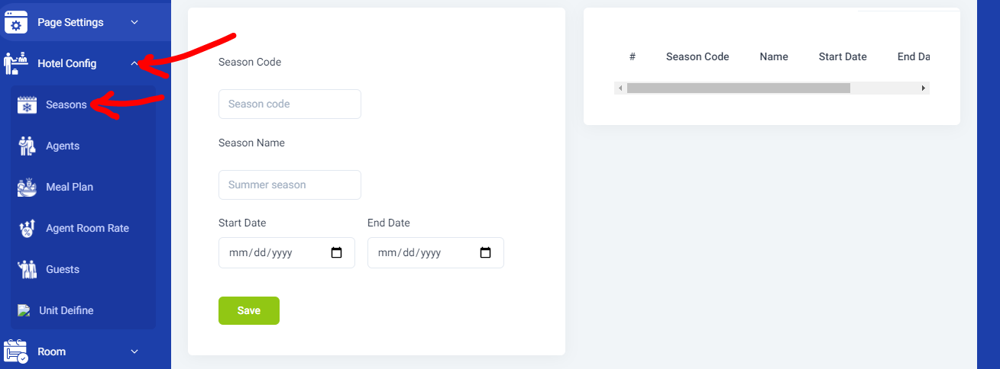 Page Settings
Hotel Config
Seasons
Agents
Meal Plan
Agent Room Rate
Guests
Unit Deifine
Room
Season Code
Season code
Season Name
Summer season
Start Date End Date
mm/dd/yyyy mm/dd/yyyy
Save
# Season Code Name Start Date End Da